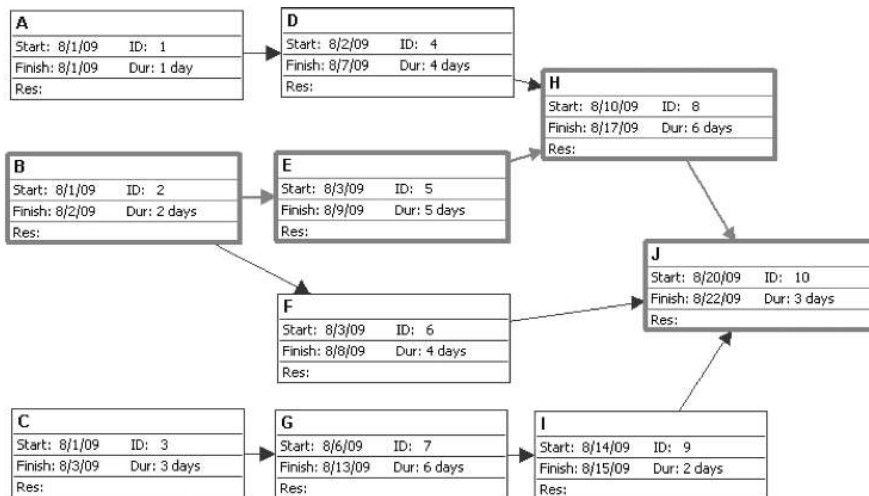 A
Start: 8/1/09 ID: 1
Finish: 8/1/09 Dur: 1 day
Res:
D
Start: 8/2/09 ID: 4
Finish: 8/7/09 Dur: 4 days
Res:
H
Start: 8/10/09 ID: 8
Finish: 8/17/09 Dur: 6 days
Res:
B
Start: 8/1/09 ID: 2
Finish: 8/2/09 Dur: 2 days
Res:
E
Start: 8/3/09 ID: 5
Finish: 8/9/09 Dur: 5 days
Res:
J
Start: 8/20/09 ID: 10
Finish: 8/22/09 Dur: 3 days
Res:
F
Start: 8/3/09 ID: 6
Finish: 8/8/09 Dur: 4 days
Res:
C
Start: 8/1/09 ID: 3
Finish: 8/3/09 Dur: 3 days
Res:
G
Start: 8/6/09 ID: 7
Finish: 8/13/09 Dur: 6 days
Res:
I
Start: 8/14/09 ID: 9
Finish: 8/15/09 Dur: 2 days
Res: